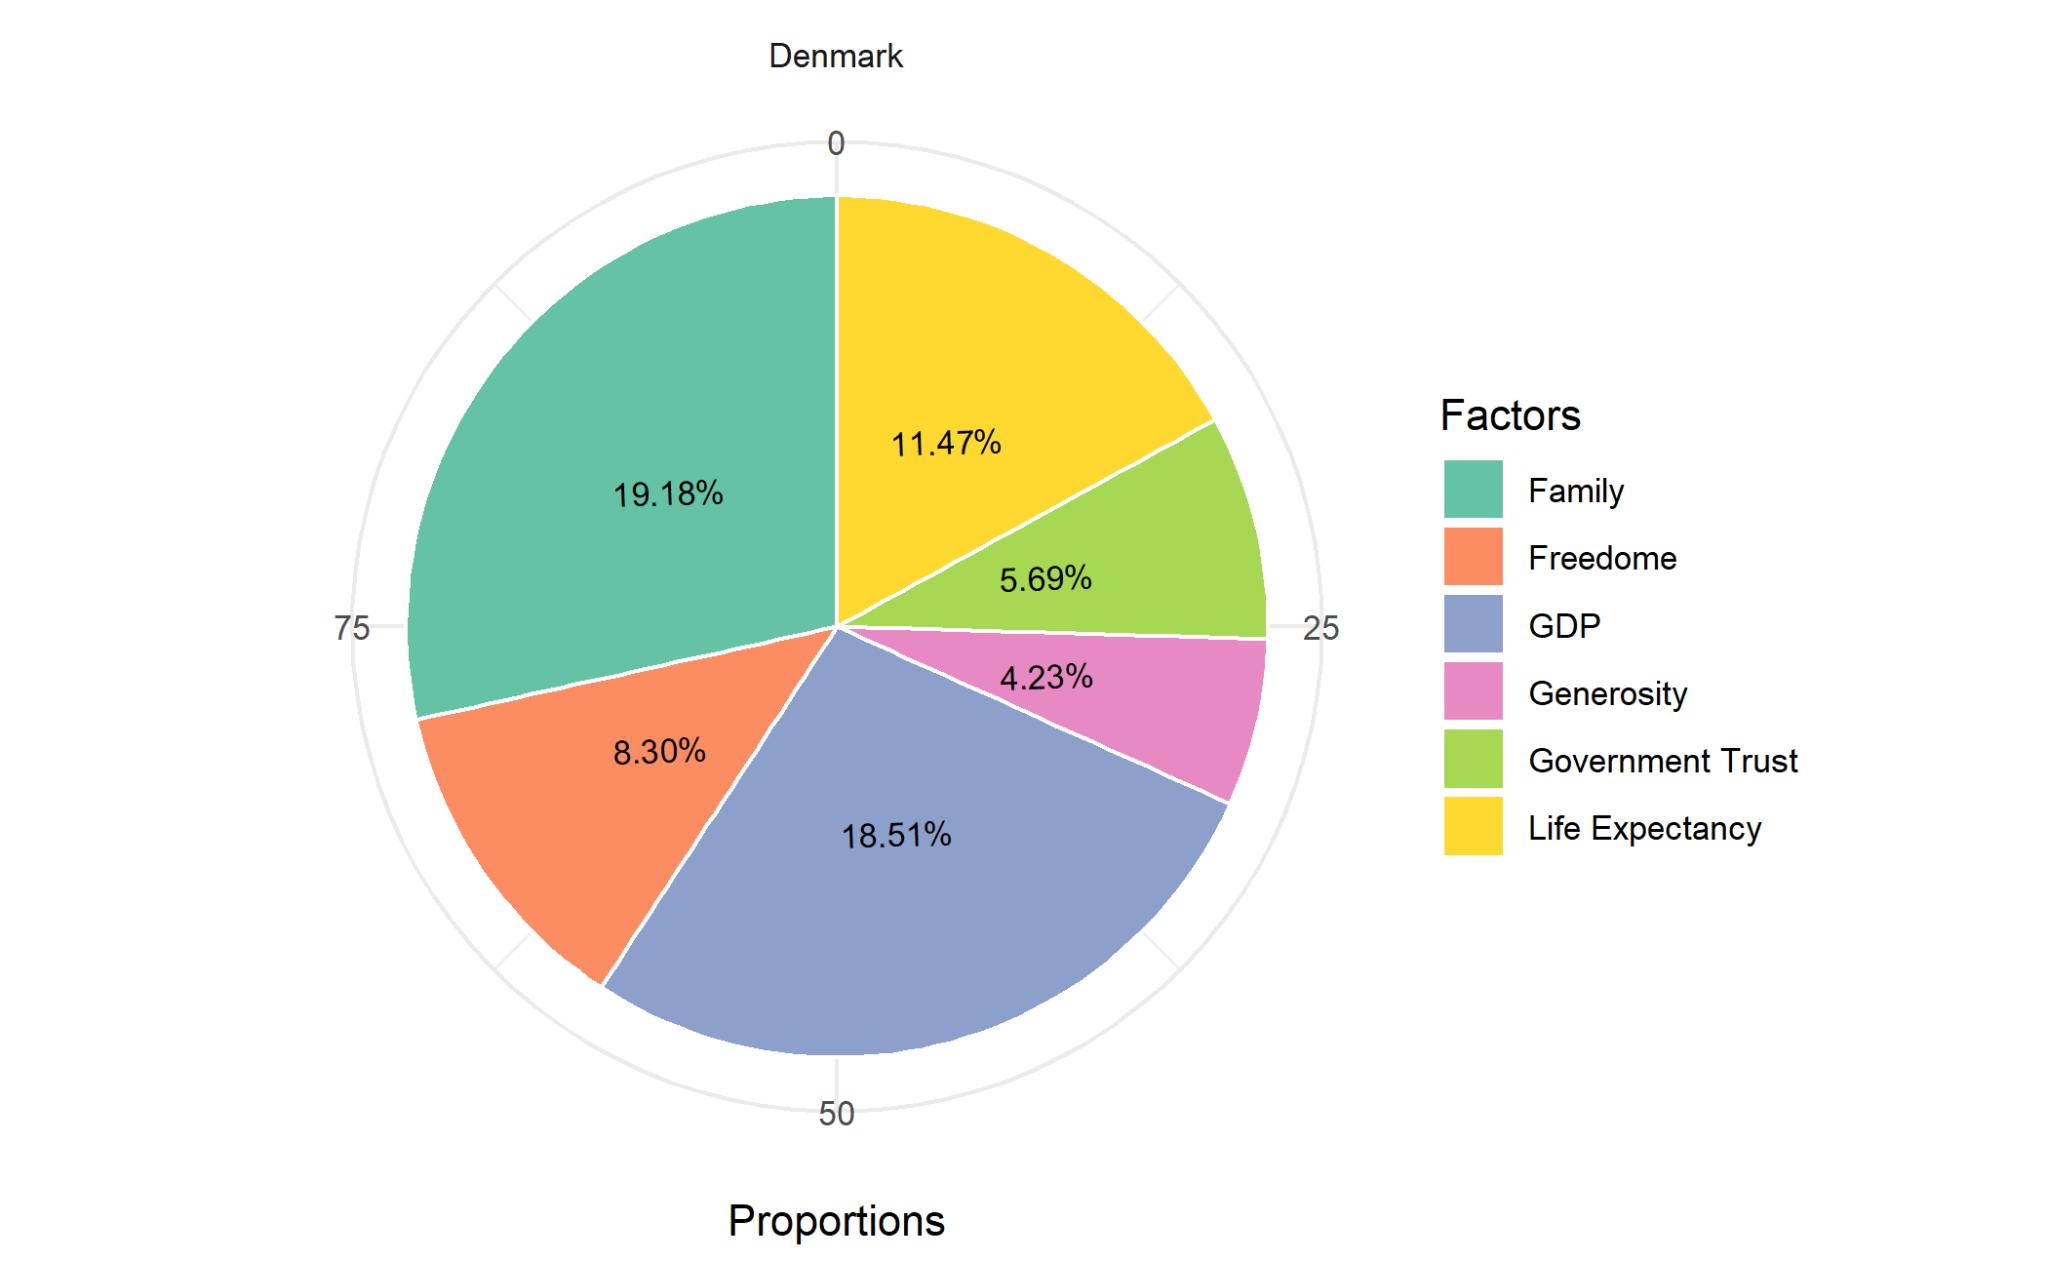 Denmark
0
11.47%
19.18%
5.69%
75
25
4.23%
8.30%
18.51%
50
Proportions
Factors
Family
Freedome
GDP
Generosity
Government Trust
Life Expectancy